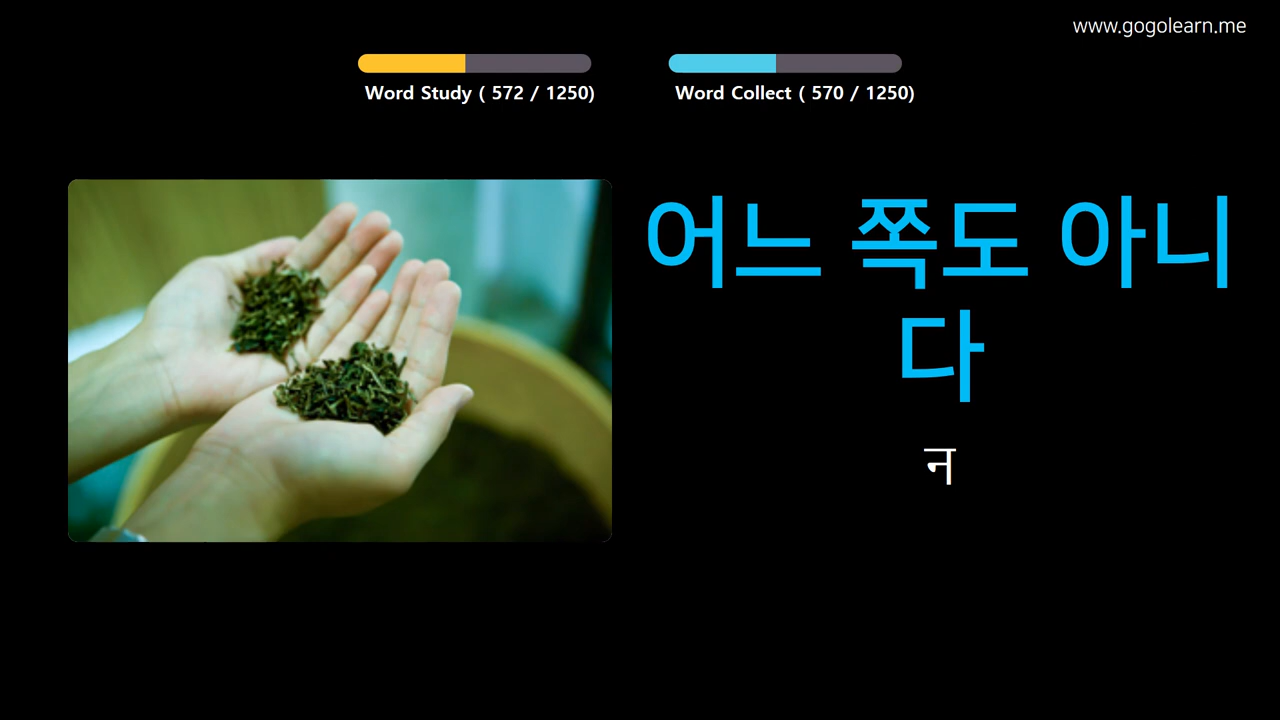 www.gogolearn.me
Word Study ( 572 / 1250)
Word Collect ( 570 / 1250)
어느 쪽도 아니
다
न